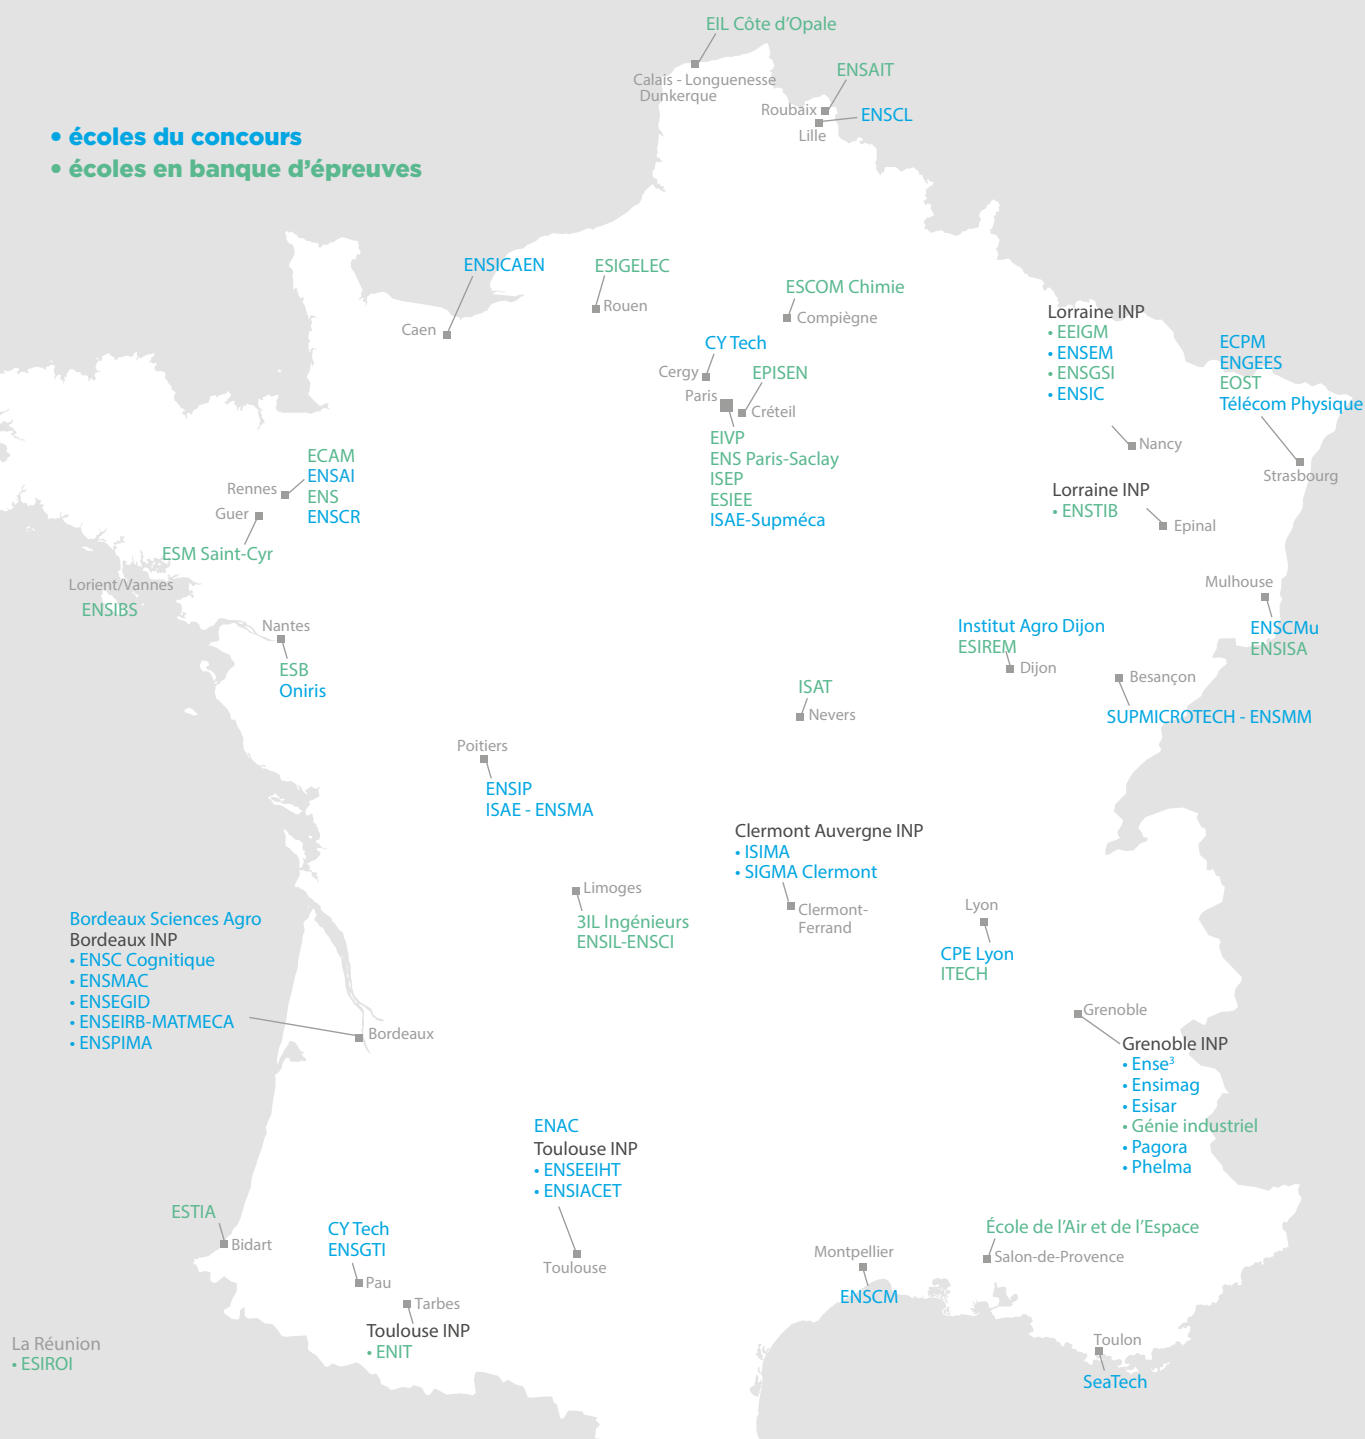 EIL Côte d'Opale
Calais - Longuenesse
Dunkerque
ENSAIT
Roubaix
ENSCL
Lille
• écoles du concours
• écoles en banque d'épreuves
ENSICAEN
Caen
ESIGELEC
Rouen
ESCOM Chimie
Compiègne
CY Tech
Cergy
Paris
EPISEN
Créteil
EIVP
ENS Paris-Saclay
ISEP
ESIEE
ISAE-Supméca
Lorraine INP
• EEIGM
• ENSEM
• ENSGSI
• ENSIC
Nancy
ECPM
ENGEES
EOST
Télécom Physique
Strasbourg
Lorraine INP
• ENSTIB
Epinal
ECAM
ENSAI
ENS
ENSCR
Rennes
Guer
ESM Saint-Cyr
Lorient/Vannes
ENSIBS
Nantes
ESB
Oniris
Mulhouse
ENSCMu
ENSISA
Institut Agro Dijon
ESIREM
Dijon
Besançon
SUPMICROTECH - ENSMM
ISAT
Nevers
Poitiers
ENSIP
ISAE - ENSMA
Clermont Auvergne INP
• ISIMA
• SIGMA Clermont
Clermont-
Ferrand
Limoges
3IL Ingénieurs
ENSIL-ENSCI
Lyon
CPE Lyon
ITECH
Bordeaux Sciences Agro
Bordeaux INP
• ENSC Cognitique
• ENSMAC
• ENSEGID
• ENSEIRB-MATMECA
• ENSPIMA
Bordeaux
Grenoble
Grenoble INP
• Ense³
• Ensimag
• Esisar
• Génie industriel
• Pagora
• Phelma
ENAC
Toulouse INP
• ENSEEIHT
• ENSIACET
Toulouse
ESTIA
Bidart
CY Tech
ENSGTI
Pau
Tarbes
Toulouse INP
• ENIT
Montpellier
ENSCM
École de l'Air et de l'Espace
Salon-de-Provence
Toulon
SeaTech
La Réunion
• ESIROI